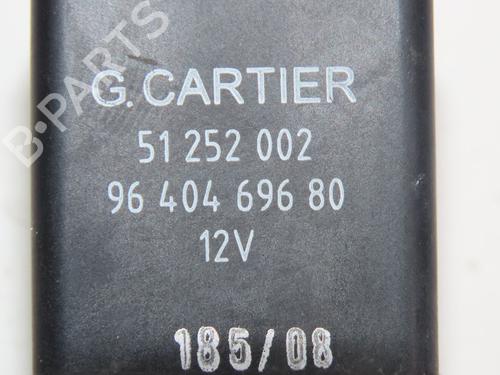 B-PARTS
G.CARTIER
51 252 002
96 404 696 80
12V
185/08